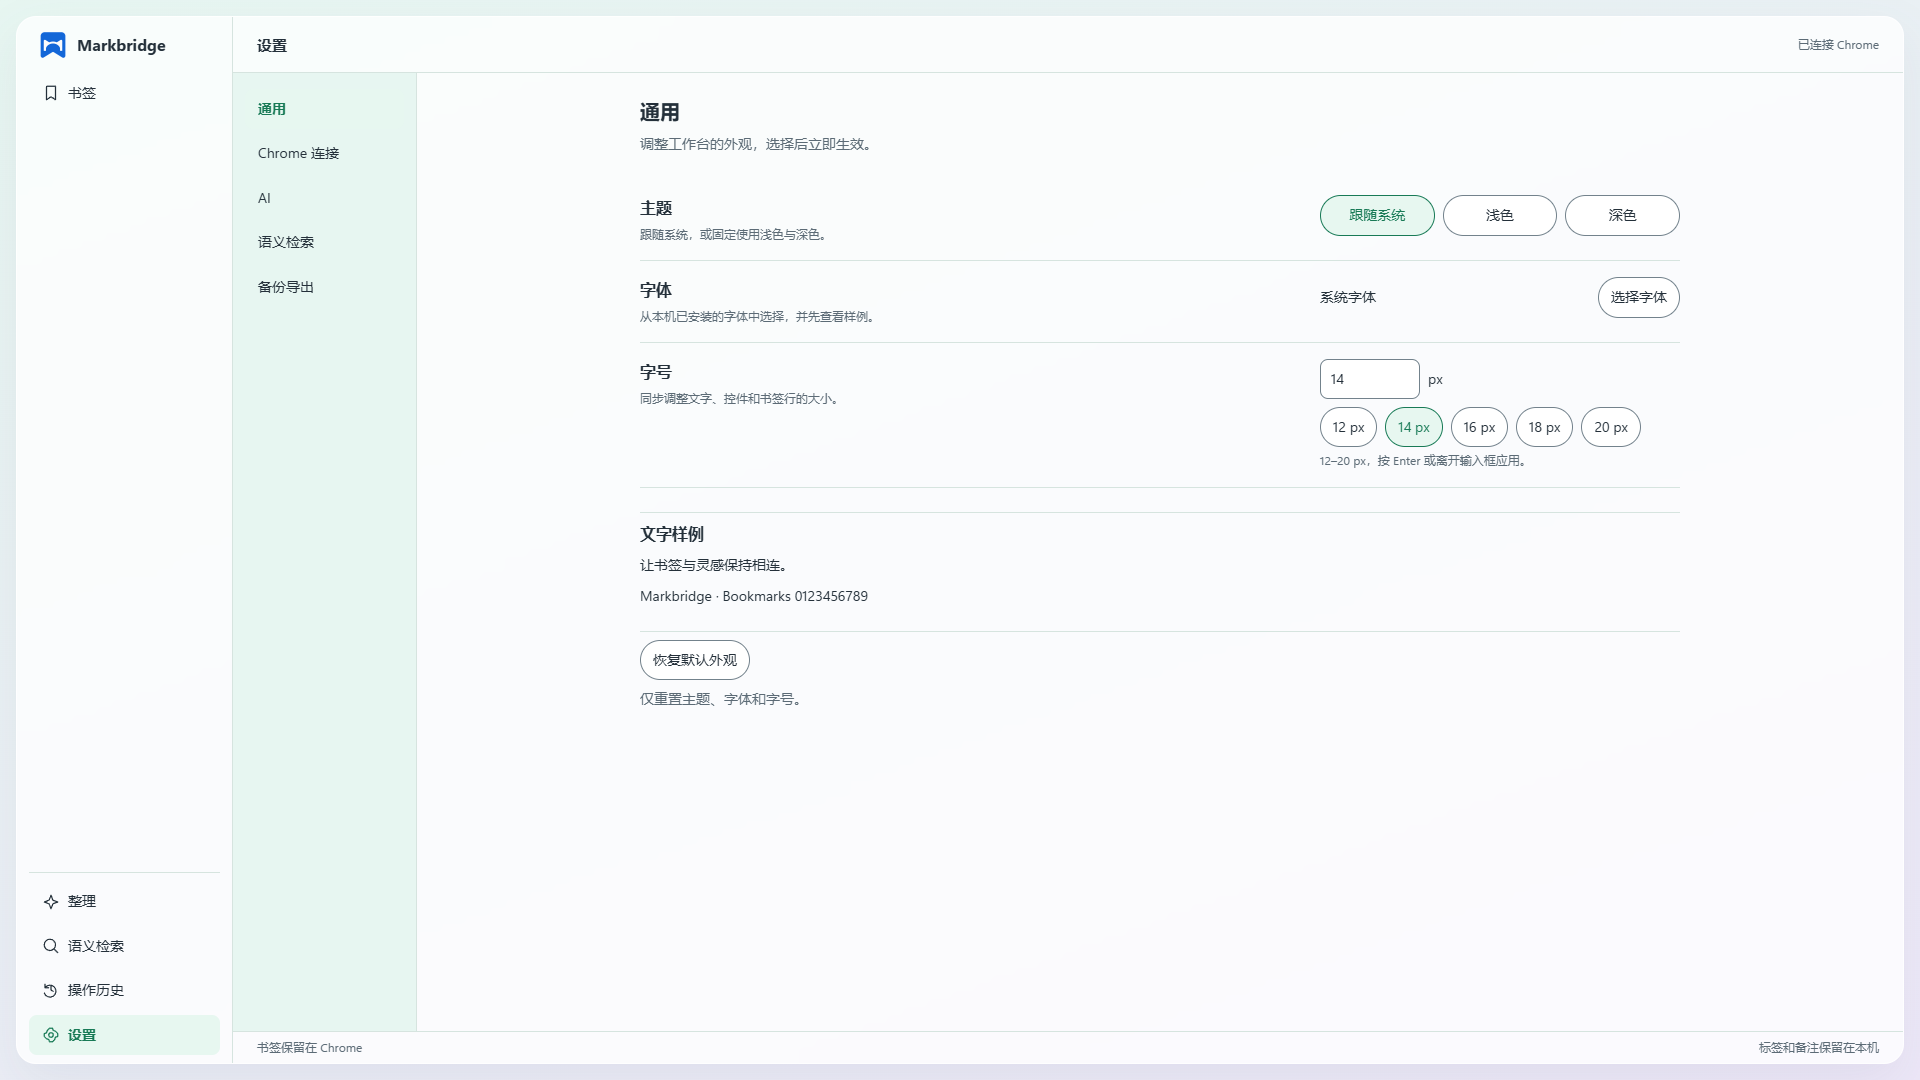 Markbridge
书签
整理
语义检索
操作历史
设置
设置
已连接 Chrome
通用
Chrome 连接
AI
语义检索
备份导出
通用
调整工作台的外观，选择后立即生效。
主题
跟随系统，或固定使用浅色与深色。
跟随系统
浅色
深色
字体
从本机已安装的字体中选择，并先查看样例。
系统字体
选择字体
字号
同步调整文字、控件和书签行的大小。
14 px
12 px
14 px
16 px
18 px
20 px
12–20 px，按 Enter 或离开输入框应用。
文字样例
让书签与灵感保持相连。
Markbridge · Bookmarks 0123456789
恢复默认外观
仅重置主题、字体和字号。
书签保留在 Chrome
标签和备注保留在本机